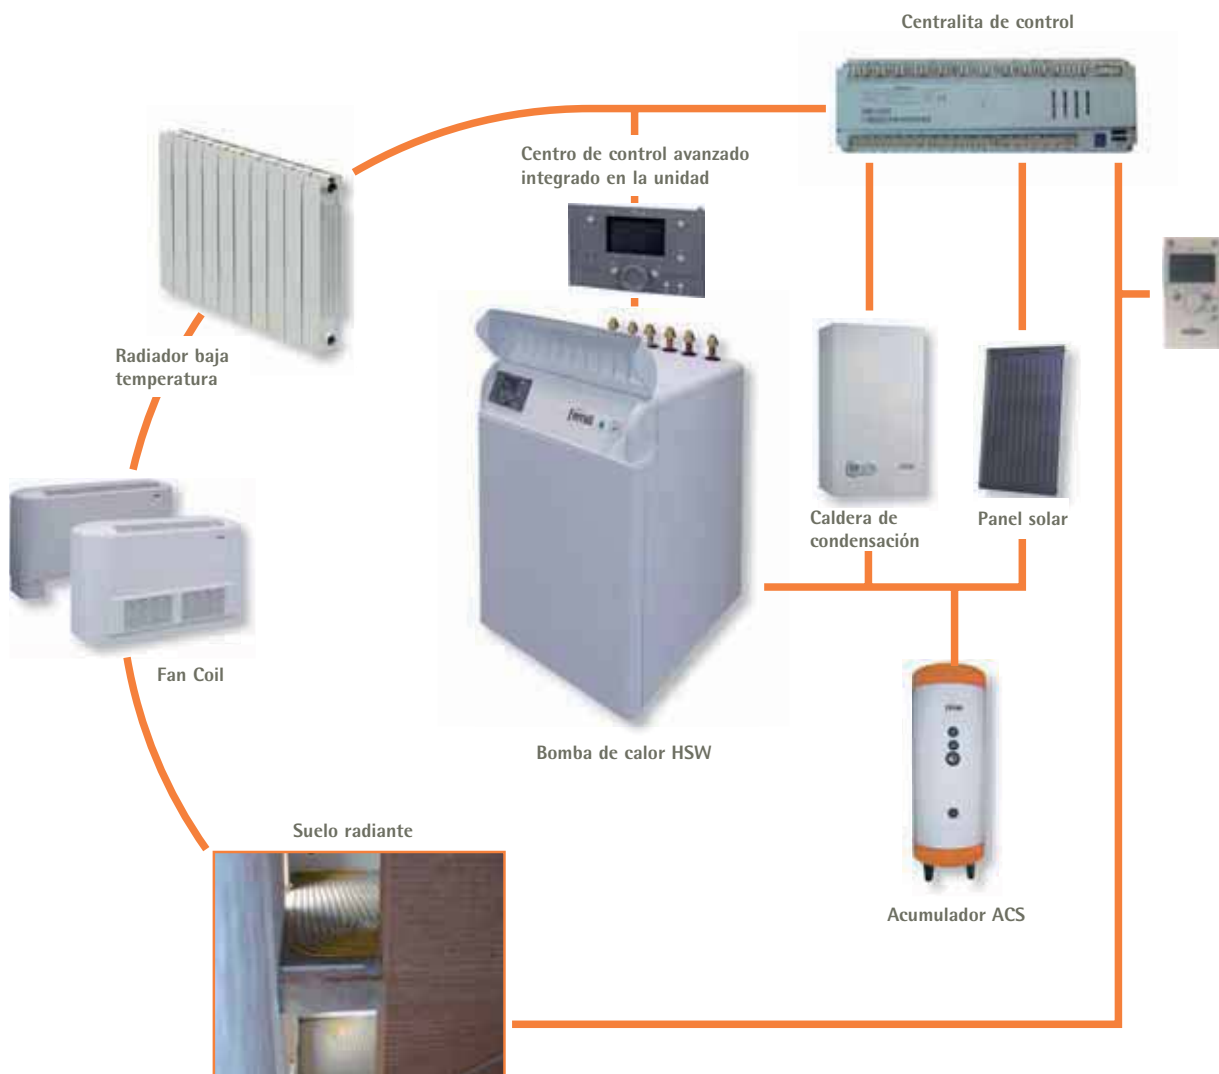 Centralita de control
Centro de control avanzado
integrado en la unidad
Radiador baja
temperatura
Caldera de
condensación
Panel solar
Fan Coil
Bomba de calor HSW
Suelo radiante
Acumulador ACS